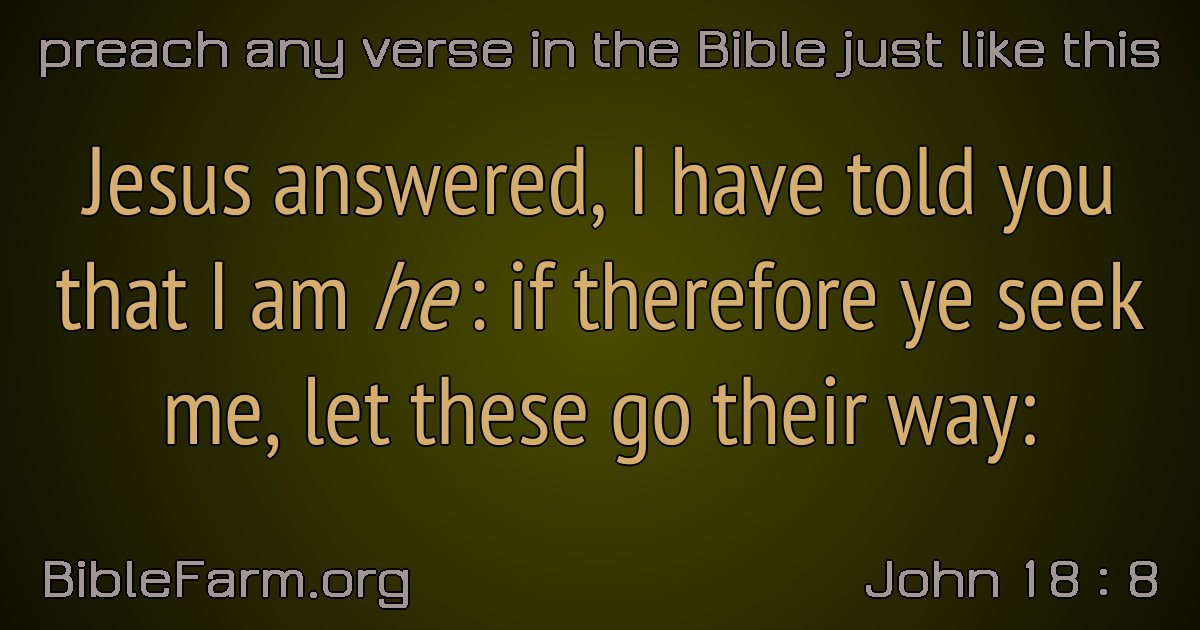 preach any verse in the Bible just like this
Jesus answered, I have told you
that I am he: if therefore ye seek
me, let these go their way:
BibleFarm.org
John 18 : 8